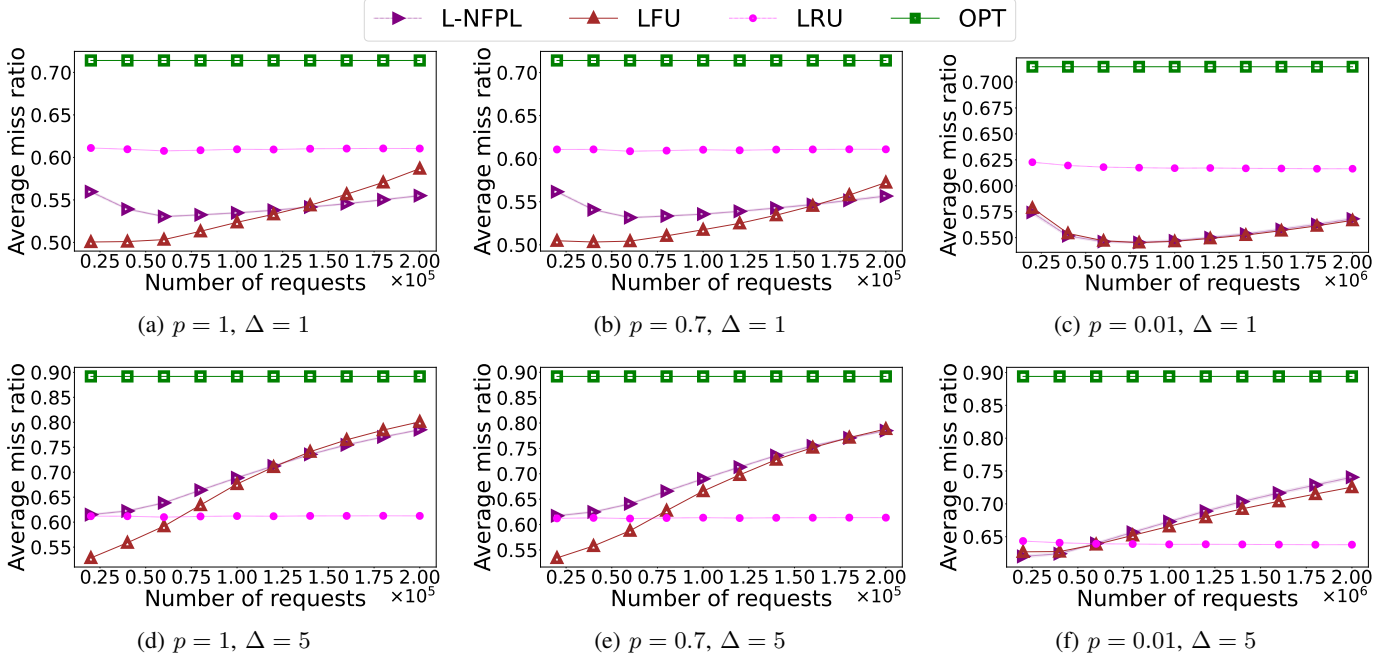 L-NFPL LFU LRU OPT
Average miss ratio
0.70
0.65
0.60
0.55
0.50
0.25 0.50 0.75 1.00 1.25 1.50 1.75 2.00
Number of requests ×10⁵
(a) p = 1, Δ = 1
Average miss ratio
0.70
0.65
0.60
0.55
0.50
0.25 0.50 0.75 1.00 1.25 1.50 1.75 2.00
Number of requests ×10⁵
(b) p = 0.7, Δ = 1
Average miss ratio
0.700
0.675
0.650
0.625
0.600
0.575
0.550
0.25 0.50 0.75 1.00 1.25 1.50 1.75 2.00
Number of requests ×10⁶
(c) p = 0.01, Δ = 1
Average miss ratio
0.90
0.85
0.80
0.75
0.70
0.65
0.60
0.55
0.25 0.50 0.75 1.00 1.25 1.50 1.75 2.00
Number of requests ×10⁵
(d) p = 1, Δ = 5
Average miss ratio
0.90
0.85
0.80
0.75
0.70
0.65
0.60
0.55
0.25 0.50 0.75 1.00 1.25 1.50 1.75 2.00
Number of requests ×10⁵
(e) p = 0.7, Δ = 5
Average miss ratio
0.90
0.85
0.80
0.75
0.70
0.65
0.25 0.50 0.75 1.00 1.25 1.50 1.75 2.00
Number of requests ×10⁶
(f) p = 0.01, Δ = 5